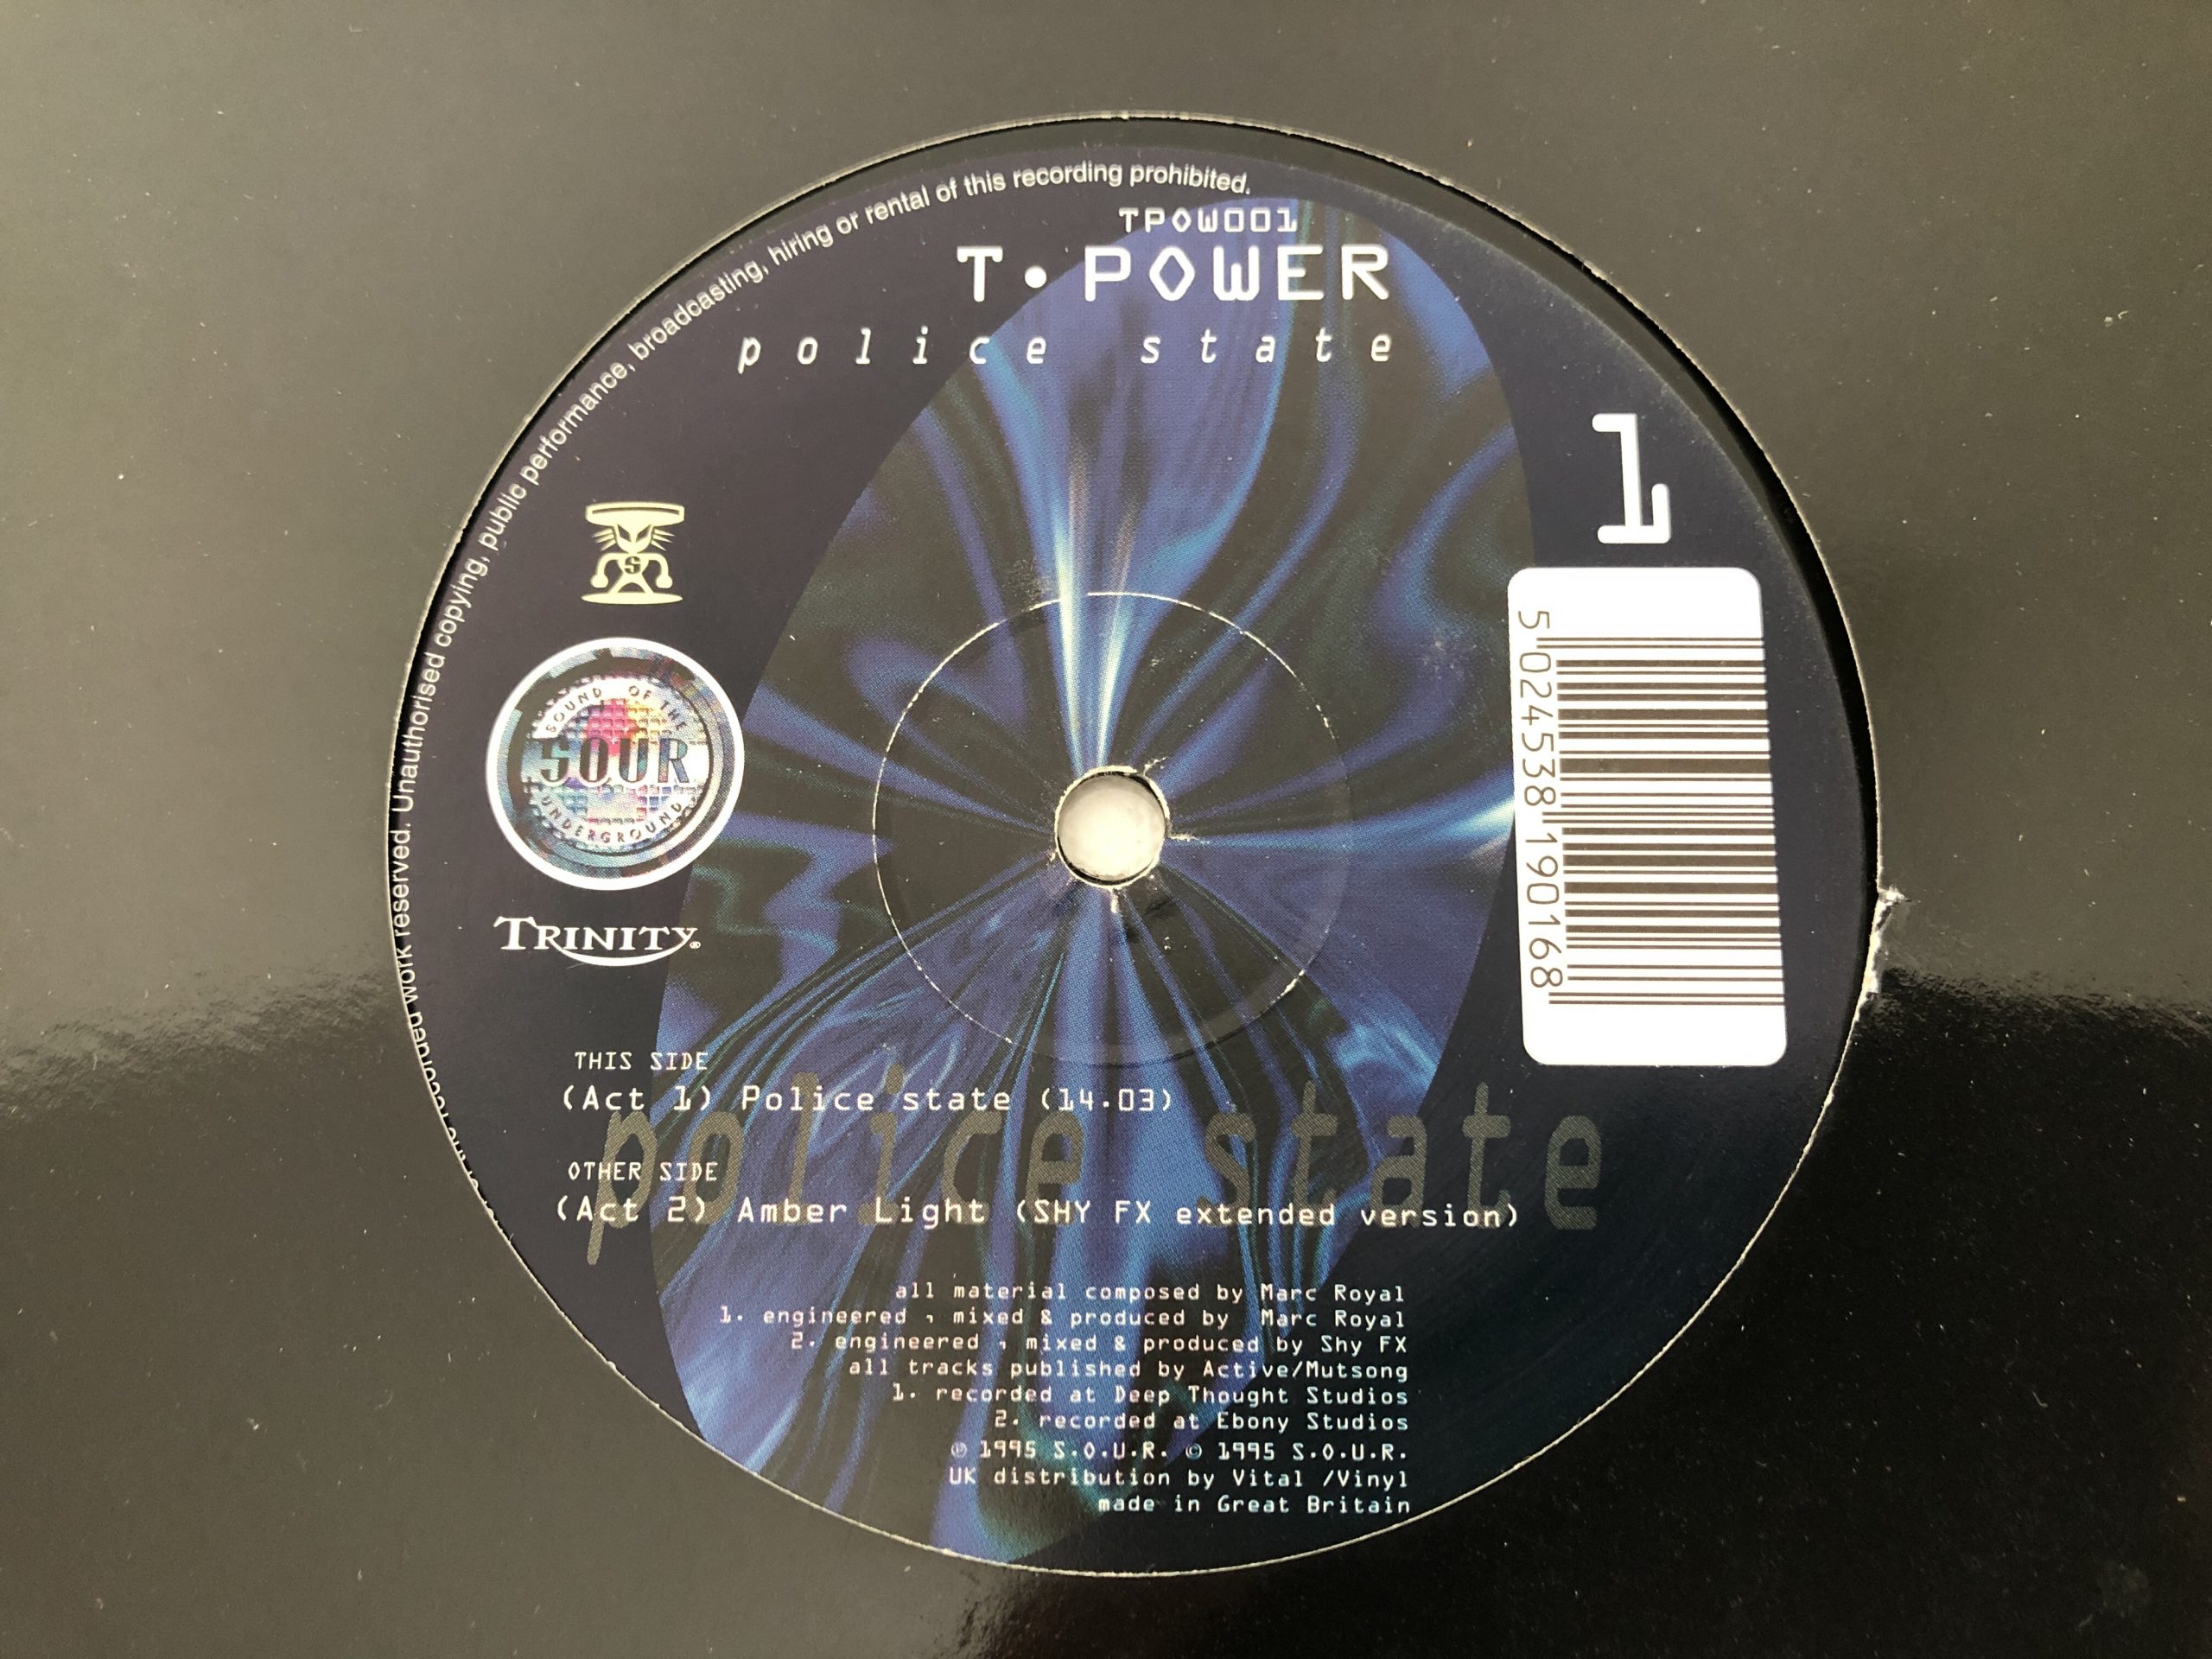 work reserved. Unauthorised copying, public performance, broadcasting, hiring or rental of this recording prohibited.
TPOW001
T•POWER
police state
1
S
SOUND OF THE
SOUR
UNDERGROUND
TRINITY®
5 024538 190168
THIS SIDE
(Act 1) Police state (14.03)
police state
OTHER SIDE
(Act 2) Amber Light (SHY FX extended version)
all material composed by Marc Royal
1. engineered , mixed & produced by Marc Royal
2. engineered , mixed & produced by Shy FX
all tracks published by Active/Mutsong
1. recorded at Deep Thought Studios
2. recorded at Ebony Studios
℗ 1995 S.O.U.R. © 1995 S.O.U.R.
UK distribution by Vital /Vinyl
made in Great Britain